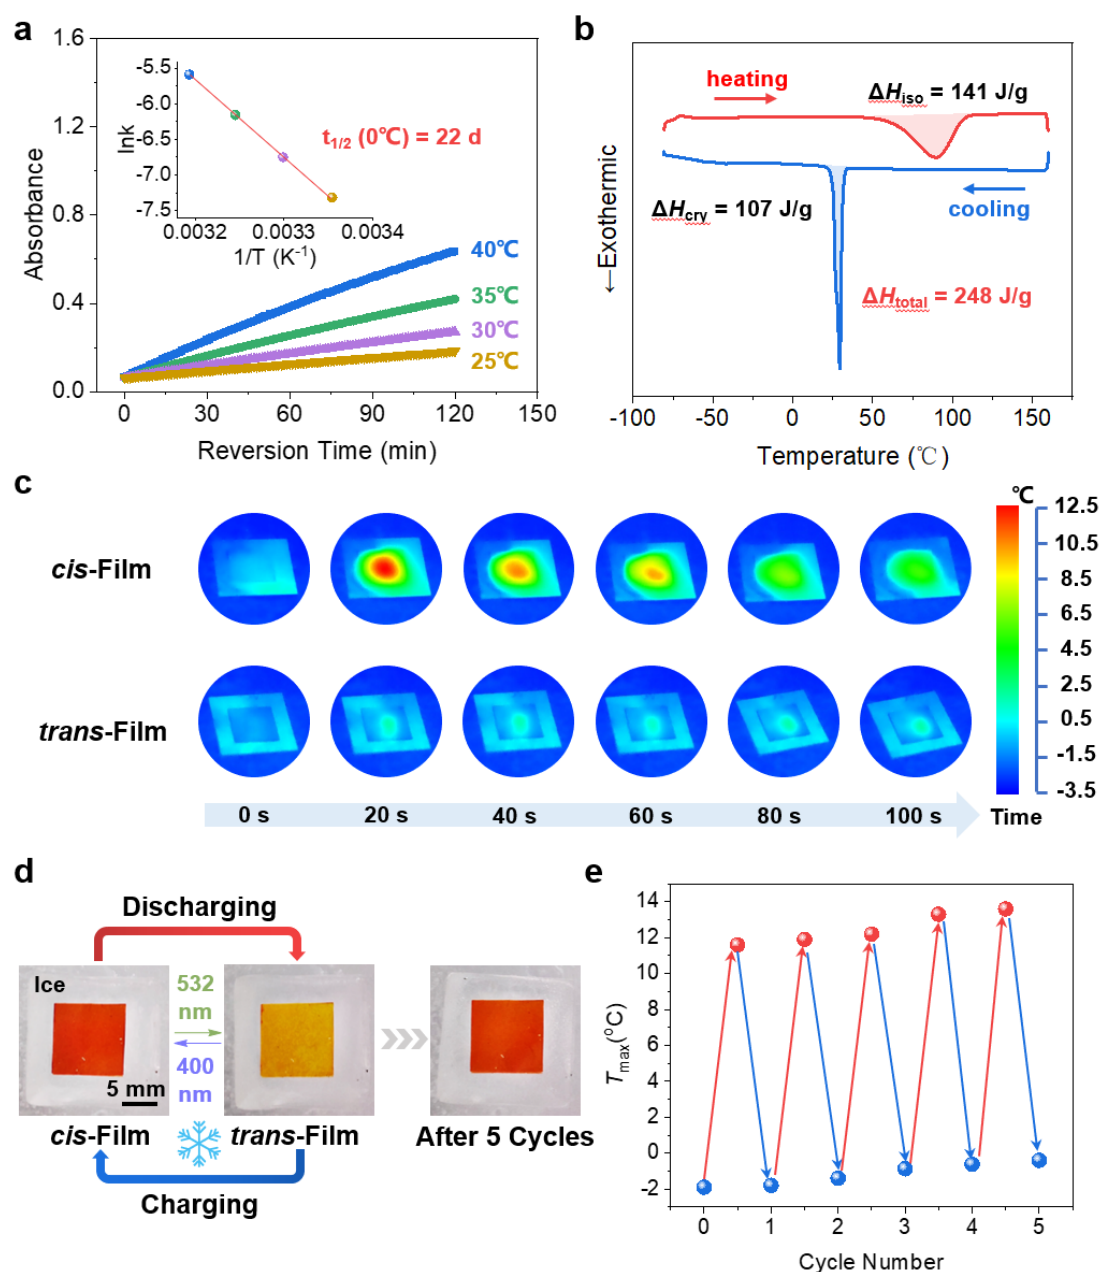 a
1.6
1.2
0.8
0.4
0.0
Absorbance
0
30
60
90
120
150
Reversion Time (min)
-5.5
-6.0
-6.5
-7.0
-7.5
lnk
0.0032
0.0033
0.0034
1/T (K-1)
t1/2 (0℃) = 22 d
40℃
35℃
30℃
25℃
b
heating
ΔHiso = 141 J/g
ΔHcry = 107 J/g
cooling
ΔHtotal = 248 J/g
←Exothermic
-100
-50
0
50
100
150
Temperature (℃)
c
cis-Film
trans-Film
0 s
20 s
40 s
60 s
80 s
100 s
Time
℃
12.5
10.5
8.5
6.5
4.5
2.5
0.5
-1.5
-3.5
d
Discharging
Ice
5 mm
532
nm
400
nm
cis-Film
trans-Film
After 5 Cycles
Charging
e
14
12
10
8
6
4
2
0
-2
Tmax(oC)
0
1
2
3
4
5
Cycle Number